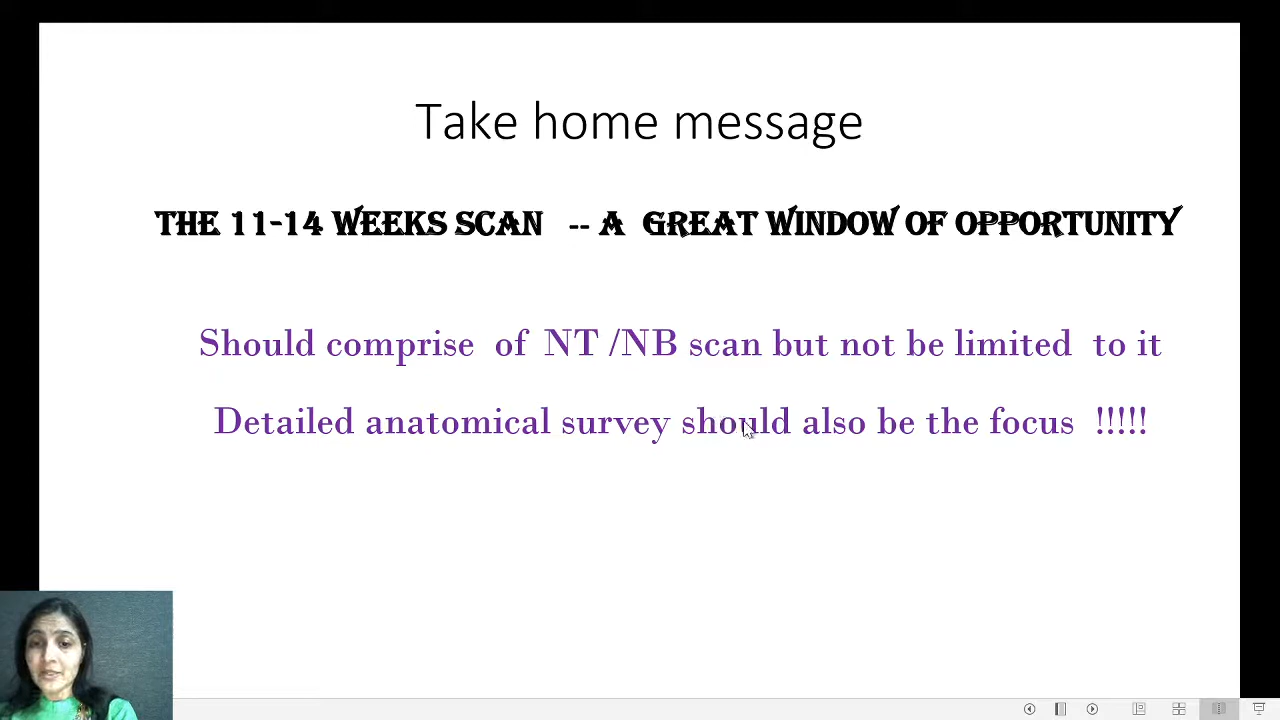 Take home message
THE 11-14 WEEKS SCAN -- A GREAT WINDOW OF OPPORTUNITY
Should comprise of NT /NB scan but not be limited to it
Detailed anatomical survey should also be the focus !!!!!